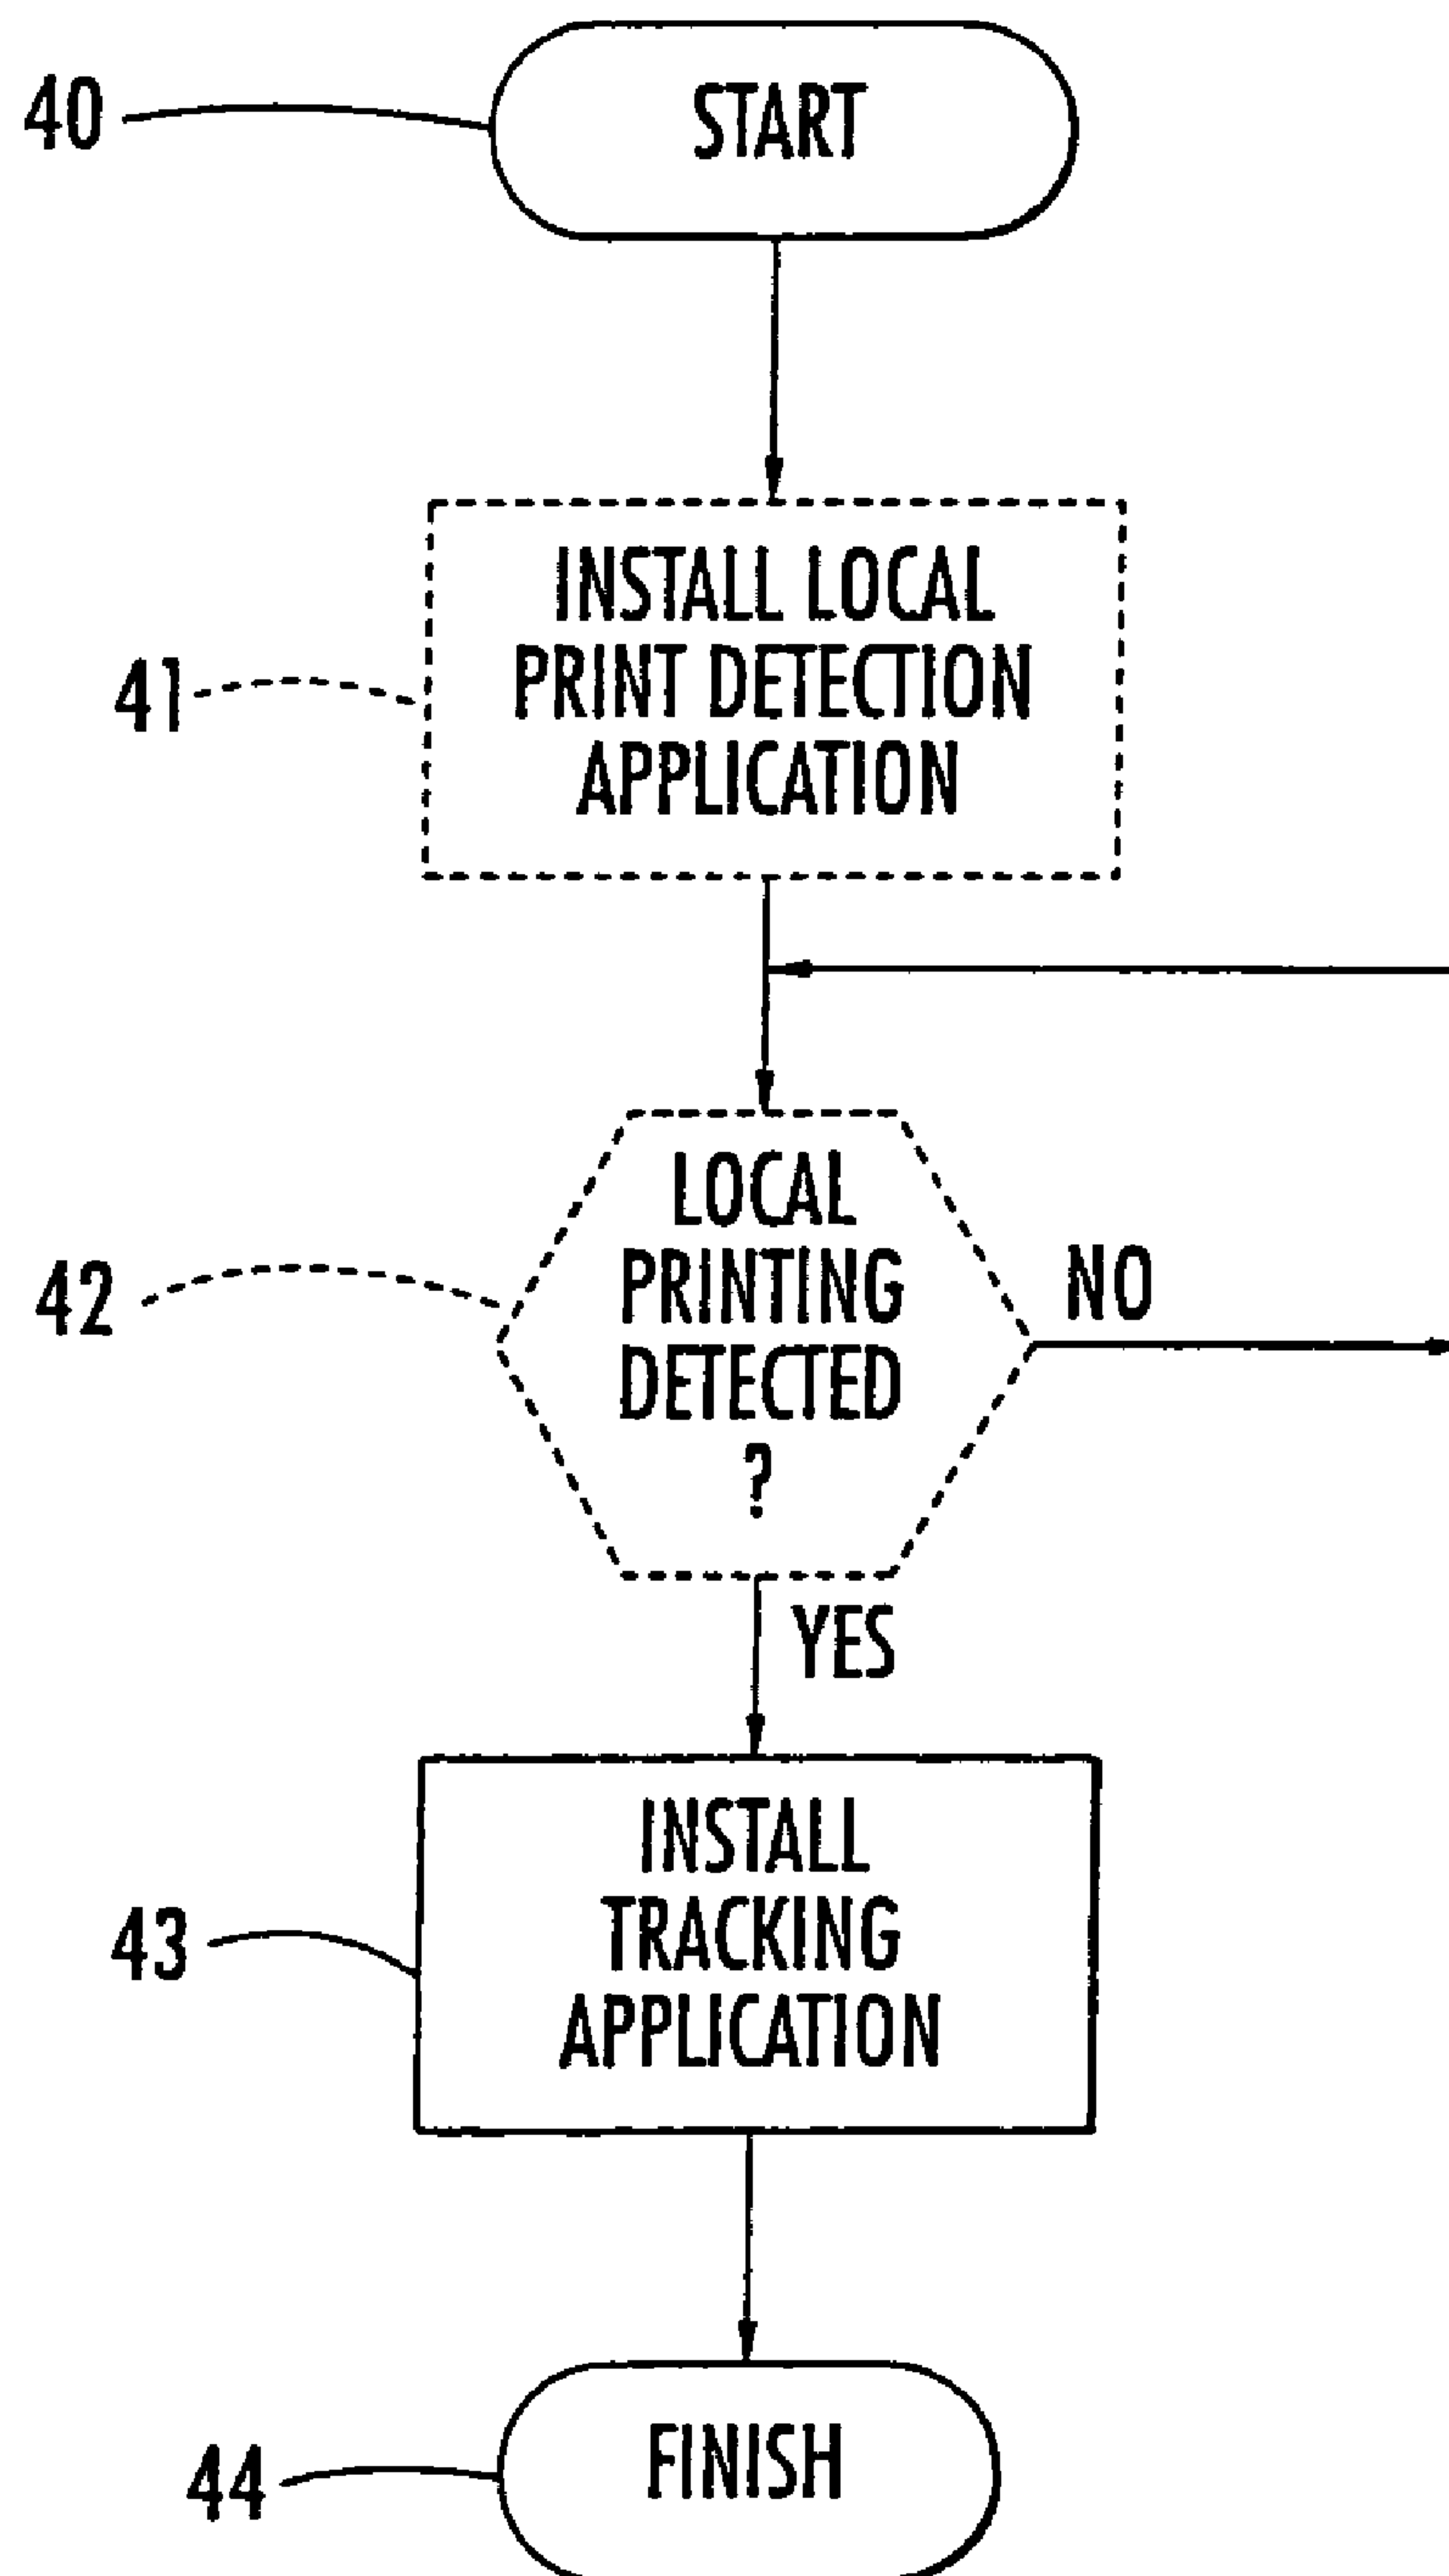 40
START
41
INSTALL LOCAL
PRINT DETECTION
APPLICATION
42
LOCAL
PRINTING
DETECTED
?
NO
YES
43
INSTALL
TRACKING
APPLICATION
44
FINISH